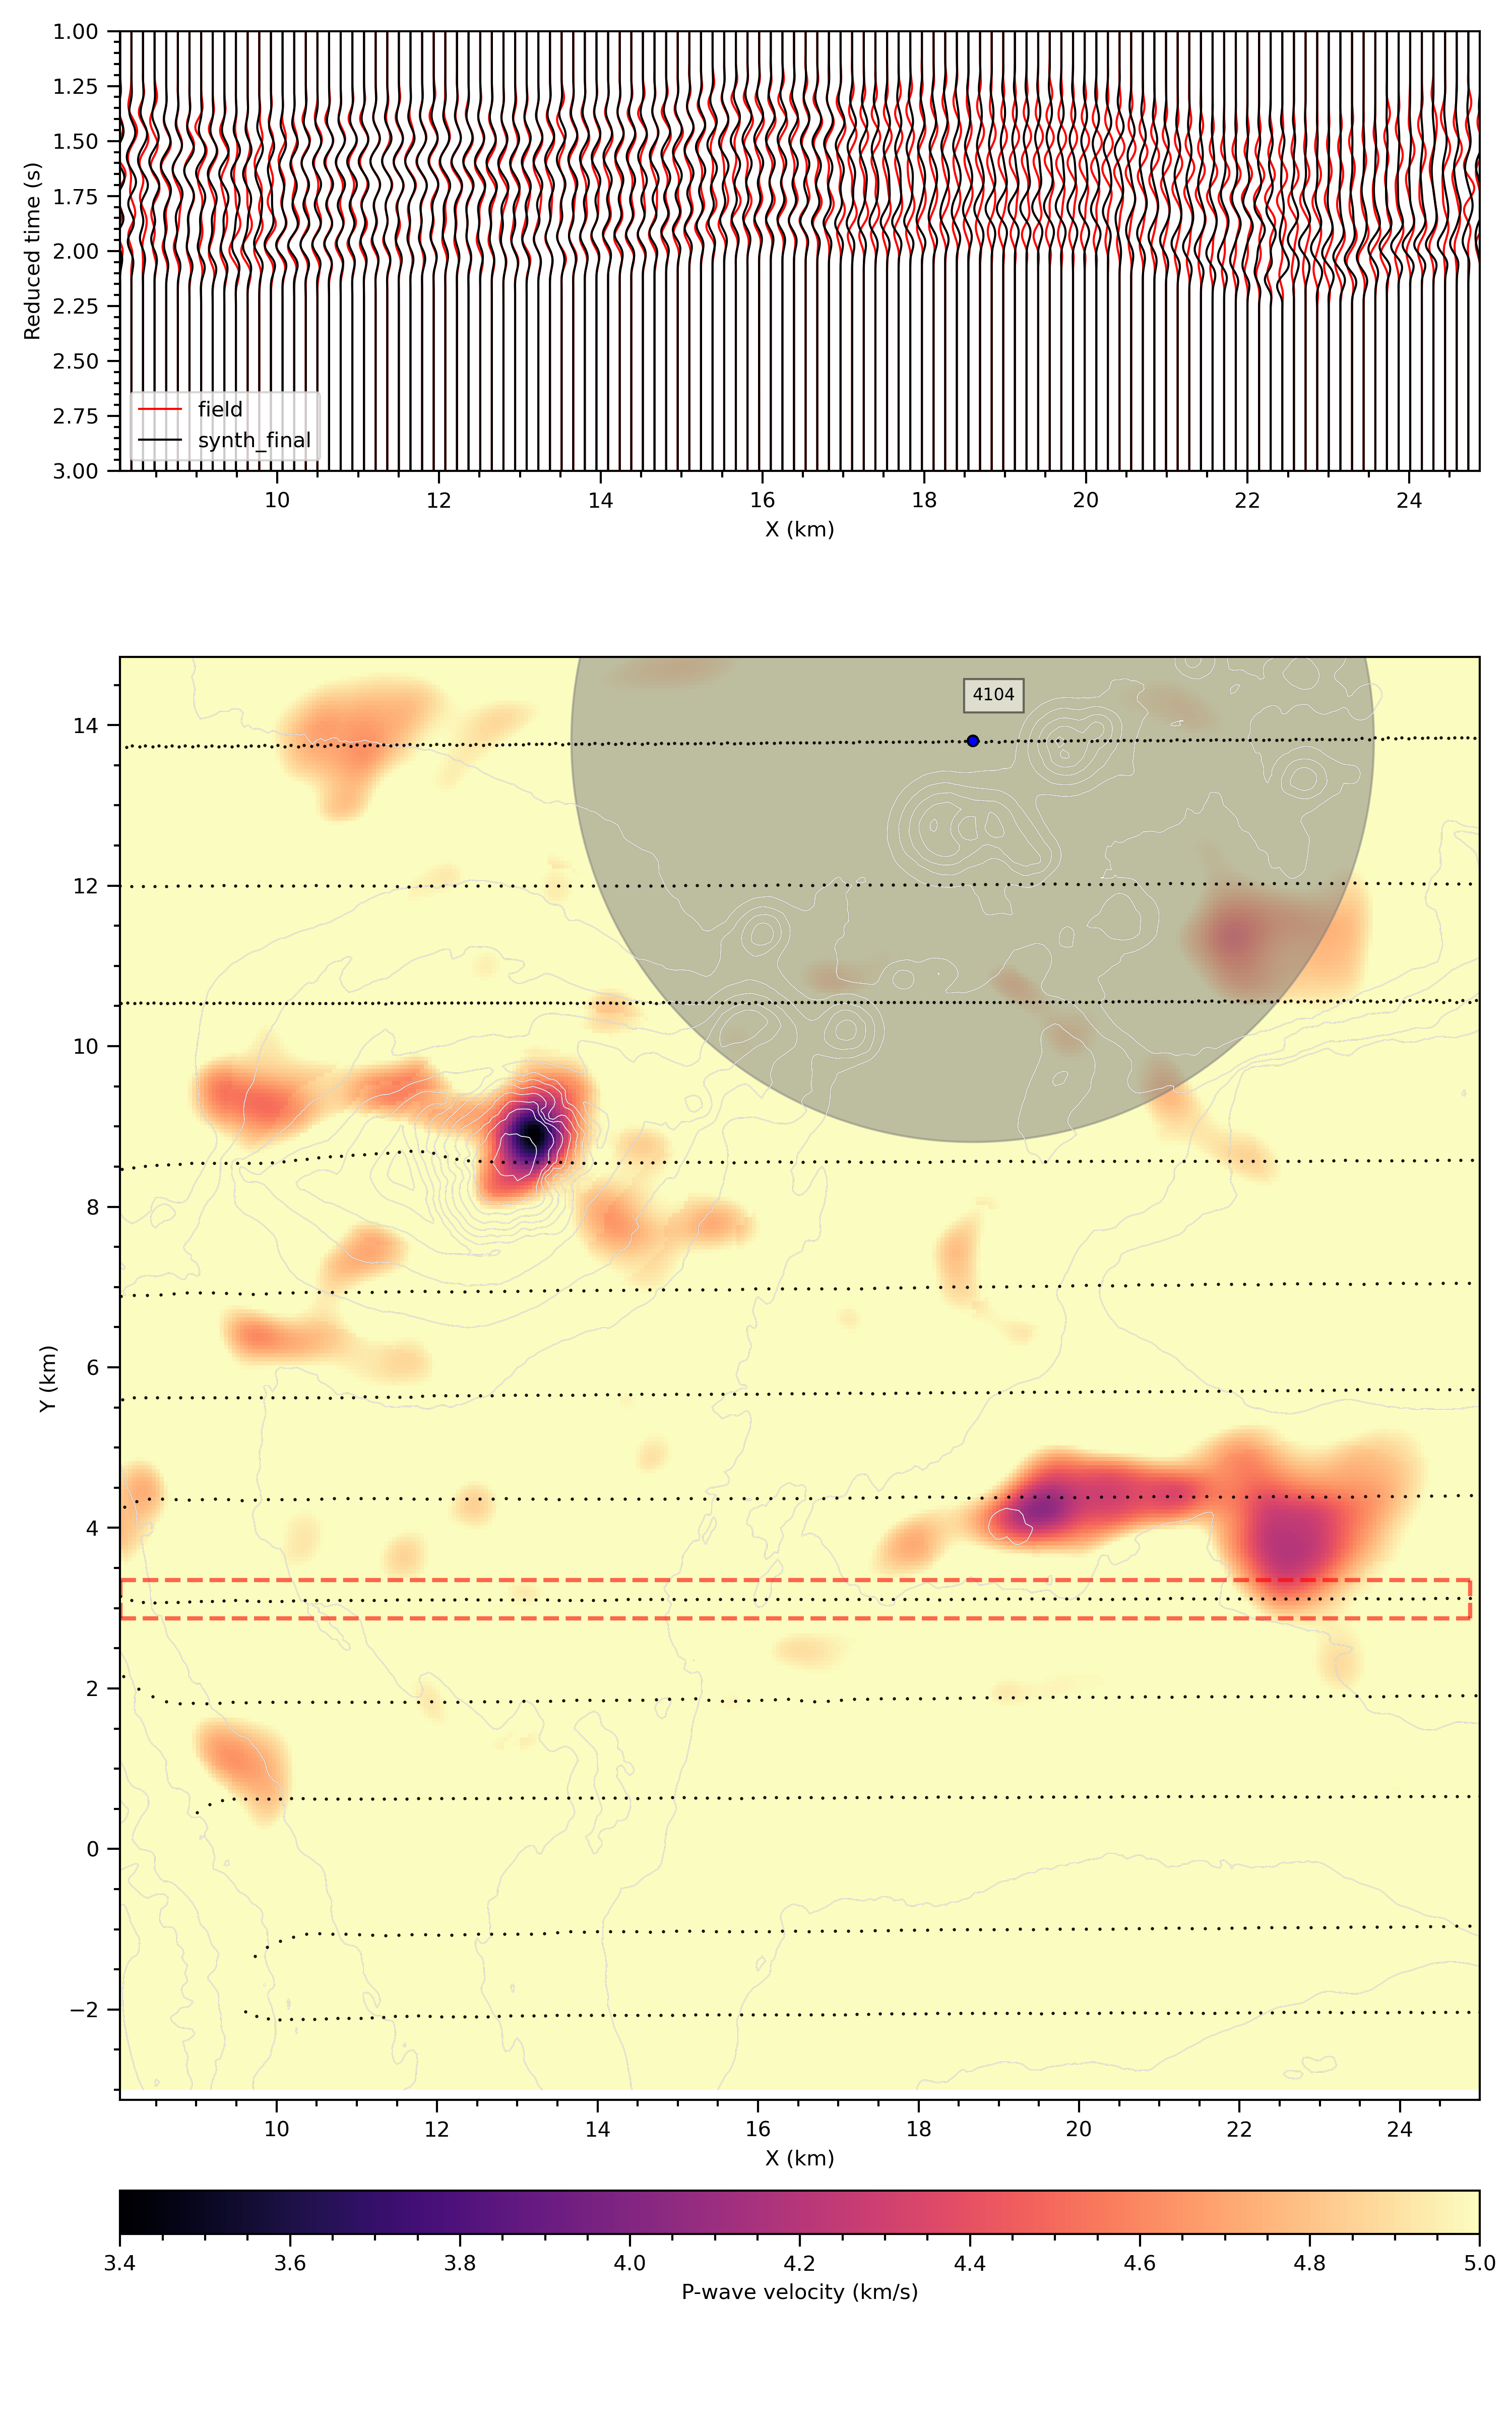 1.00
1.25
1.50
1.75
2.00
2.25
2.50
2.75
3.00
Reduced time (s)
field
synth_final
10 12 14 16 18 20 22 24
X (km)
4104
14
12
10
8
6
4
2
0
−2
Y (km)
10 12 14 16 18 20 22 24
X (km)
3.4 3.6 3.8 4.0 4.2 4.4 4.6 4.8 5.0
P-wave velocity (km/s)